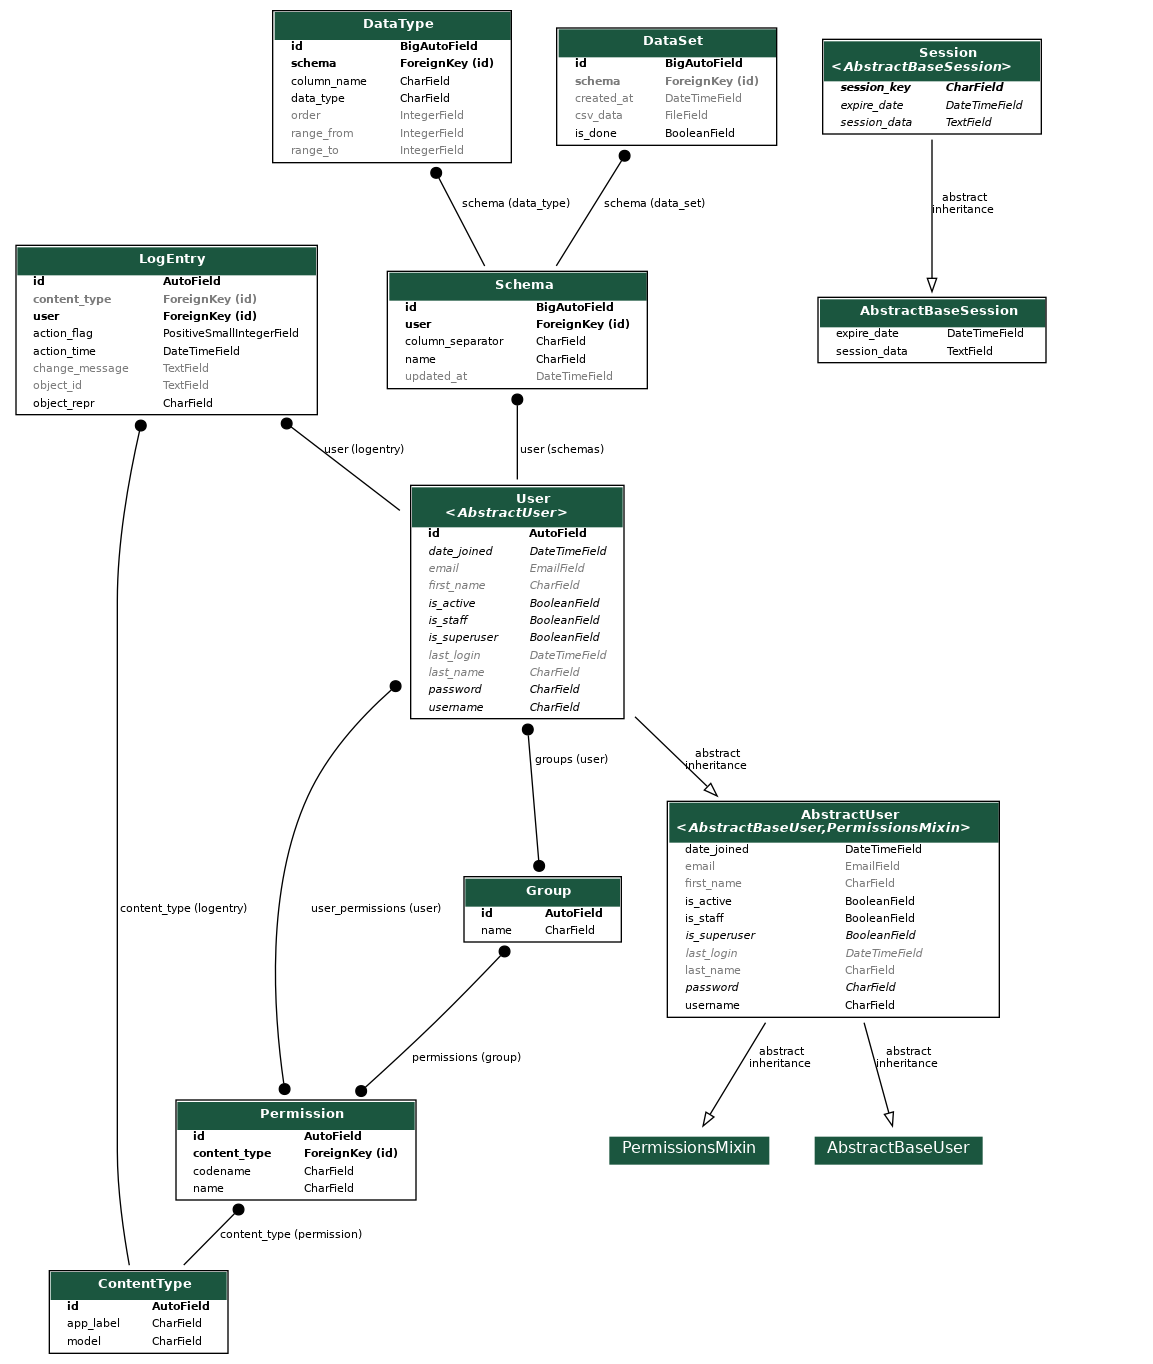 DataType
id BigAutoField
schema ForeignKey (id)
column_name CharField
data_type CharField
order IntegerField
range_from IntegerField
range_to IntegerField
DataSet
id BigAutoField
schema ForeignKey (id)
created_at DateTimeField
csv_data FileField
is_done BooleanField
Session
<AbstractBaseSession>
session_key CharField
expire_date DateTimeField
session_data TextField
schema (data_type)
schema (data_set)
abstract
inheritance
LogEntry
id AutoField
content_type ForeignKey (id)
user ForeignKey (id)
action_flag PositiveSmallIntegerField
action_time DateTimeField
change_message TextField
object_id TextField
object_repr CharField
Schema
id BigAutoField
user ForeignKey (id)
column_separator CharField
name CharField
updated_at DateTimeField
AbstractBaseSession
expire_date DateTimeField
session_data TextField
user (logentry)
user (schemas)
User
<AbstractUser>
id AutoField
date_joined DateTimeField
email EmailField
first_name CharField
is_active BooleanField
is_staff BooleanField
is_superuser BooleanField
last_login DateTimeField
last_name CharField
password CharField
username CharField
groups (user)
abstract
inheritance
AbstractUser
<AbstractBaseUser,PermissionsMixin>
date_joined DateTimeField
email EmailField
first_name CharField
is_active BooleanField
is_staff BooleanField
is_superuser BooleanField
last_login DateTimeField
last_name CharField
password CharField
username CharField
content_type (logentry)
user_permissions (user)
Group
id AutoField
name CharField
permissions (group)
abstract
inheritance
abstract
inheritance
Permission
id AutoField
content_type ForeignKey (id)
codename CharField
name CharField
PermissionsMixin
AbstractBaseUser
content_type (permission)
ContentType
id AutoField
app_label CharField
model CharField